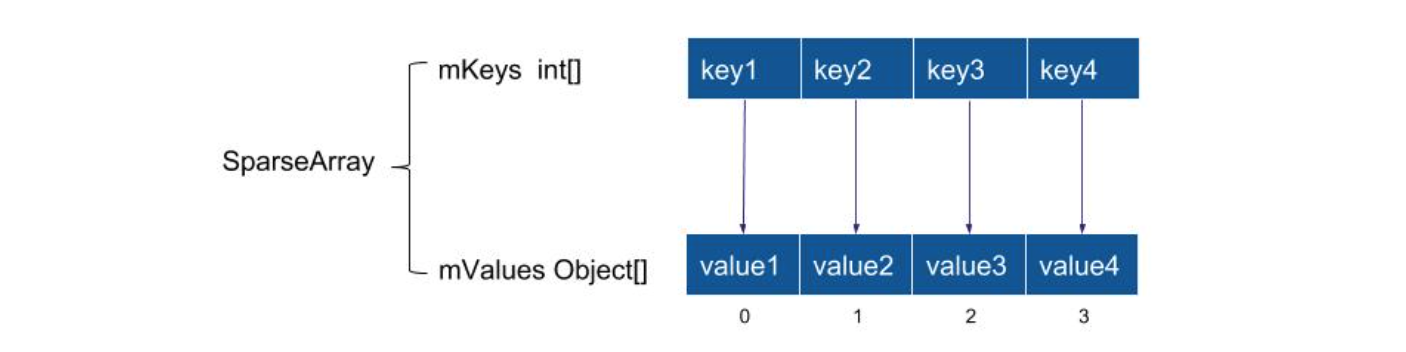 mKeys int[]
key1 key2 key3 key4
SparseArray
mValues Object[]
value1 value2 value3 value4
0 1 2 3